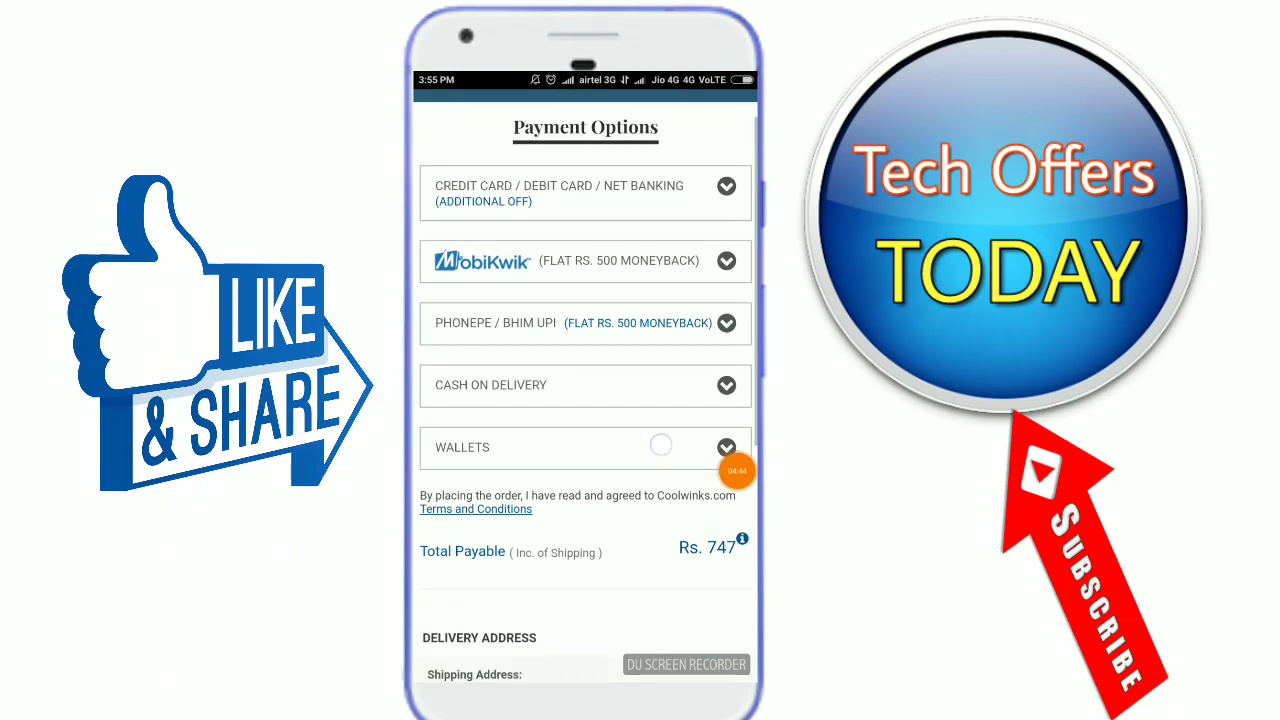 LIKE
& SHARE
3:55 PM
airtel 3G
Jio 4G 4G VoLTE
Payment Options
CREDIT CARD / DEBIT CARD / NET BANKING
(ADDITIONAL OFF)
MobiKwik (FLAT RS. 500 MONEYBACK)
PHONEPE / BHIM UPI (FLAT RS. 500 MONEYBACK)
CASH ON DELIVERY
WALLETS
04:44
By placing the order, I have read and agreed to Coolwinks.com
Terms and Conditions
Total Payable ( Inc. of Shipping ) Rs. 747
DELIVERY ADDRESS
DU SCREEN RECORDER
Shipping Address:
Tech Offers
TODAY
SUBSCRIBE